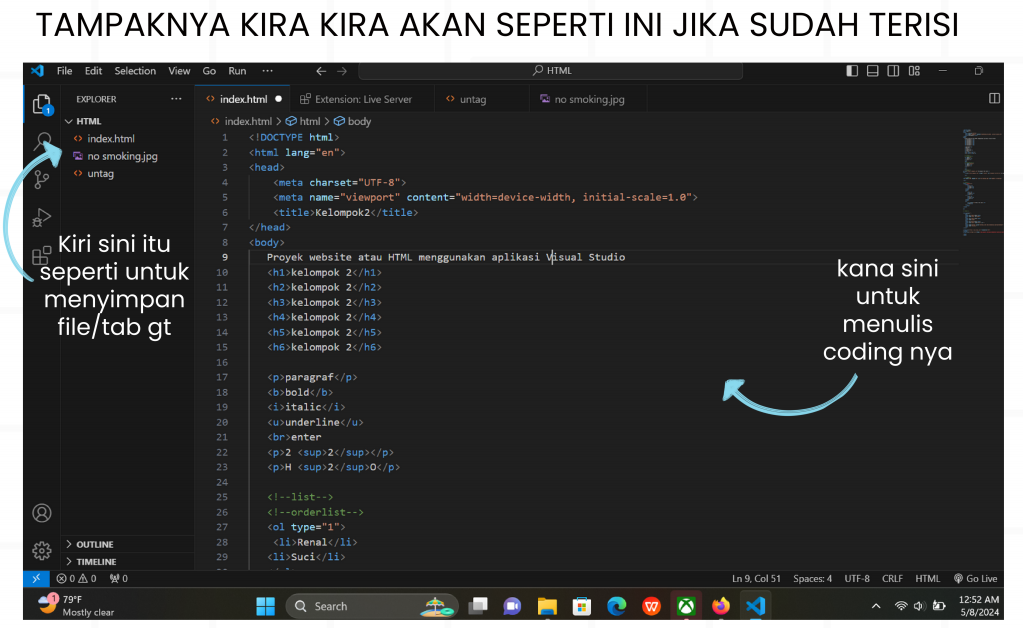 TAMPAKNYA KIRA KIRA AKAN SEPERTI INI JIKA SUDAH TERISI
File Edit Selection View Go Run ···
HTML
EXPLORER ···
HTML
index.html
no smoking.jpg
untag
1
index.html
Extension: Live Server
untag
no smoking.jpg
index.html > html > body
1 <!DOCTYPE html>
2 <html lang="en">
3 <head>
4 <meta charset="UTF-8">
5 <meta name="viewport" content="width=device-width, initial-scale=1.0">
6 <title>Kelompok2</title>
7 </head>
8 <body>
9 Proyek website atau HTML menggunakan aplikasi Visual Studio
10 <h1>kelompok 2</h1>
11 <h2>kelompok 2</h2>
12 <h3>kelompok 2</h3>
13 <h4>kelompok 2</h4>
14 <h5>kelompok 2</h5>
15 <h6>kelompok 2</h6>
16
17 <p>paragraf</p>
18 <b>bold</b>
19 <i>italic</i>
20 <u>underline</u>
21 <br>enter
22 <p>2 <sup>2</sup></p>
23 <p>H <sup>2</sup>O</p>
24
25 <!--list-->
26 <!--orderlist-->
27 <ol type="1">
28 <li>Renal</li>
29 <li>Suci</li>
Kiri sini itu
seperti untuk
menyimpan
file/tab gt
kana sini
untuk
menulis
coding nya
OUTLINE
TIMELINE
0 0 0
Ln 9, Col 51 Spaces: 4 UTF-8 CRLF HTML Go Live
1
79°F
Mostly clear
Search
12:52 AM
5/8/2024